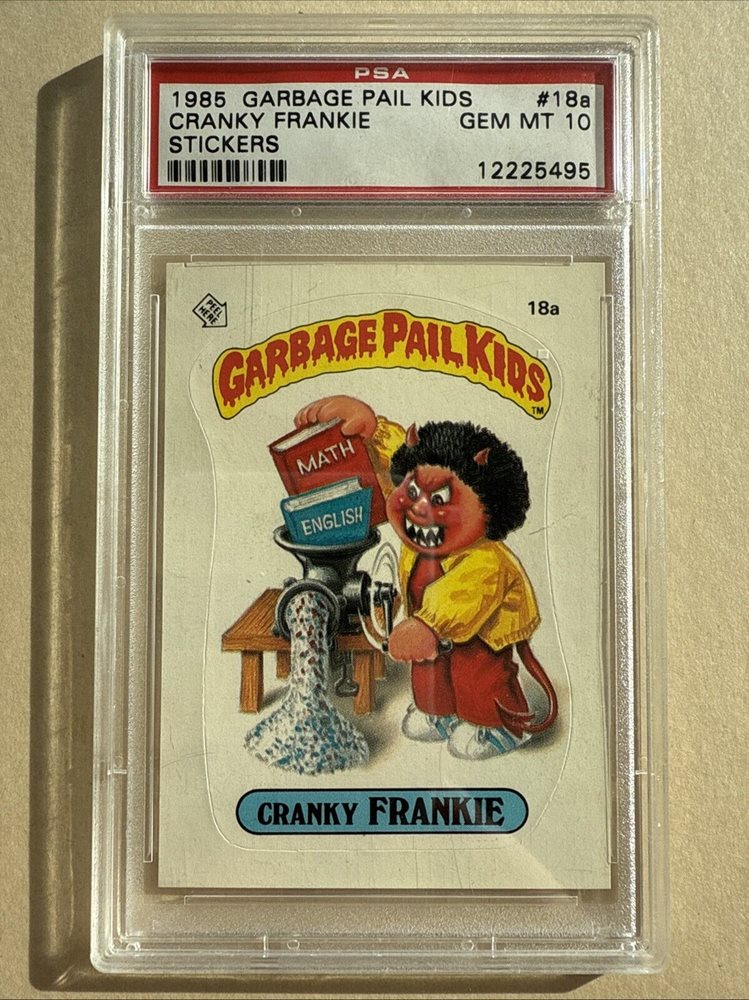 PSA
1985 GARBAGE PAIL KIDS #18a
CRANKY FRANKIE GEM MT 10
STICKERS
12225495
PEEL
HERE
18a
GARBAGE PAIL KIDS
TM
MATH
ENGLISH
CRANKY FRANKIE